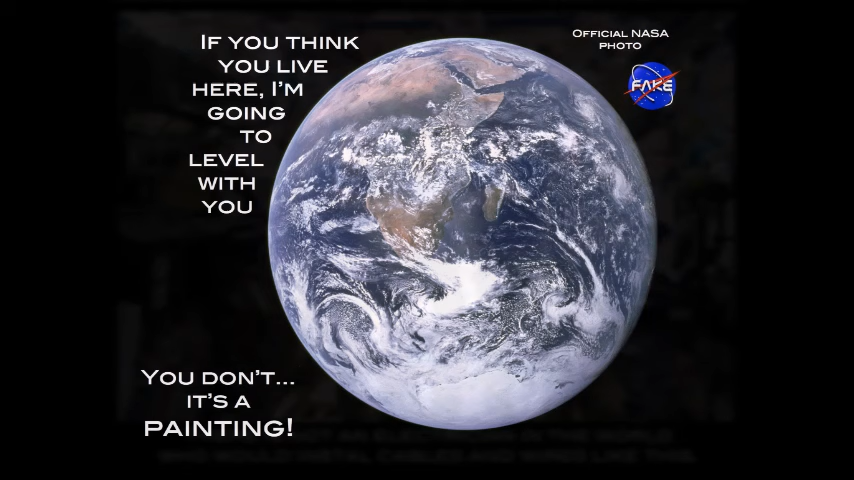 If you think
you live
here, I'm
going
to
level
with
you
Official NASA
photo
FAKE
You don't...
it's a
painting!